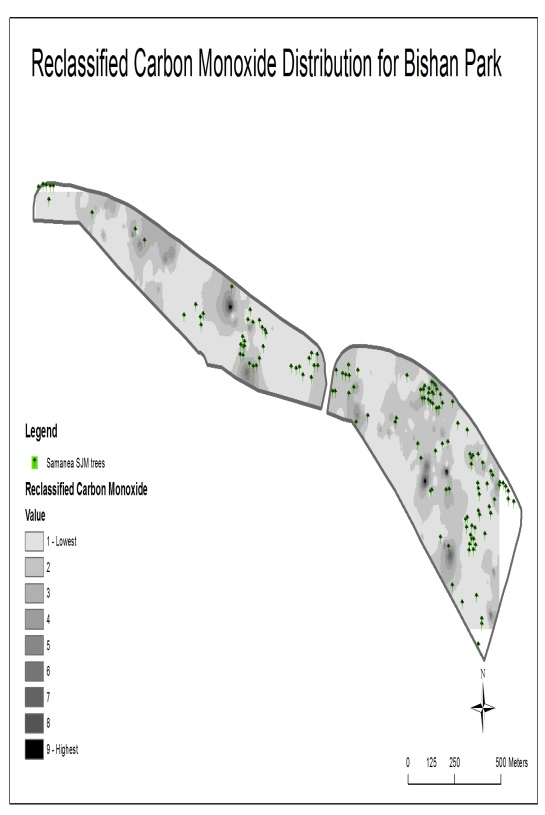 Reclassified Carbon Monoxide Distribution for Bishan Park
Legend
Samanea SJM trees
Reclassified Carbon Monoxide
Value
1 - Lowest
2
3
4
5
6
7
8
9 - Highest
N
0 125 250 500 Meters